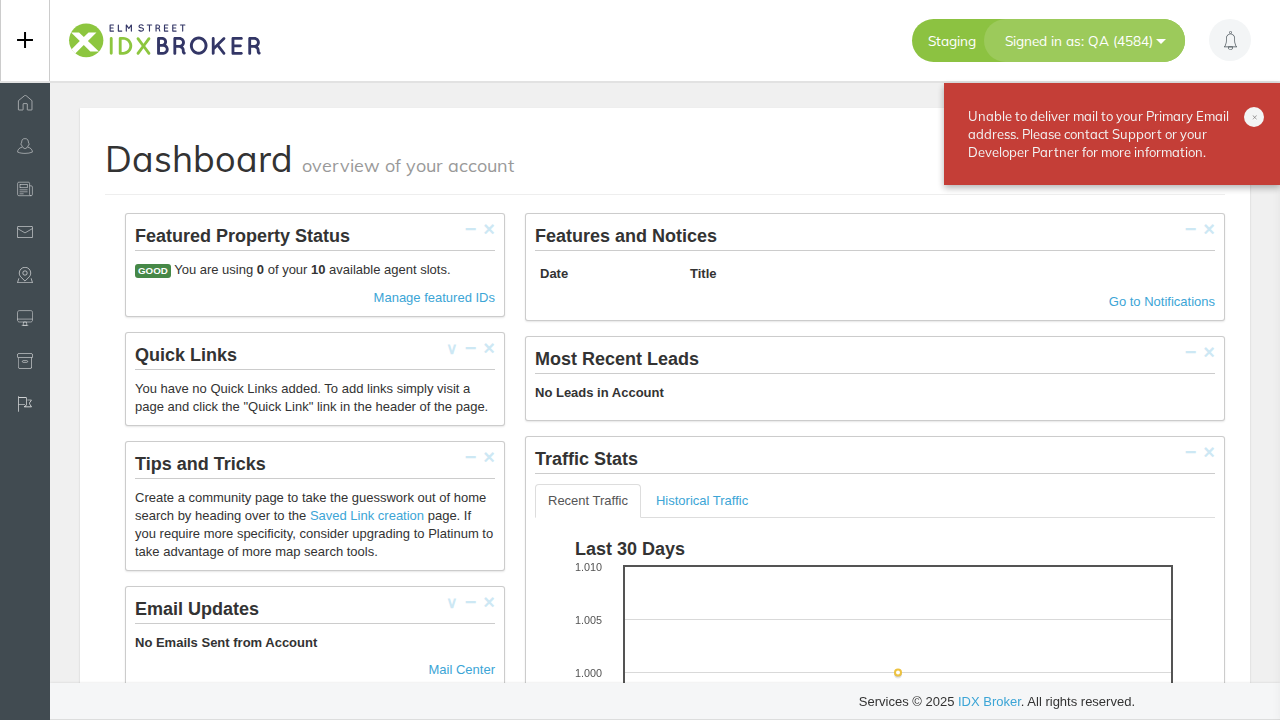 ELM STREET
IDX BROKER
Staging
Signed in as: QA (4584)
Unable to deliver mail to your Primary Email
address. Please contact Support or your
Developer Partner for more information.
Dashboard overview of your account
Featured Property Status
GOOD You are using 0 of your 10 available agent slots.
Manage featured IDs
Quick Links
You have no Quick Links added. To add links simply visit a
page and click the "Quick Link" link in the header of the page.
Tips and Tricks
Create a community page to take the guesswork out of home
search by heading over to the Saved Link creation page. If
you require more specificity, consider upgrading to Platinum to
take advantage of more map search tools.
Email Updates
No Emails Sent from Account
Mail Center
Features and Notices
Date Title
Go to Notifications
Most Recent Leads
No Leads in Account
Traffic Stats
Recent Traffic Historical Traffic
Last 30 Days
1.010
1.005
1.000
Services © 2025 IDX Broker. All rights reserved.